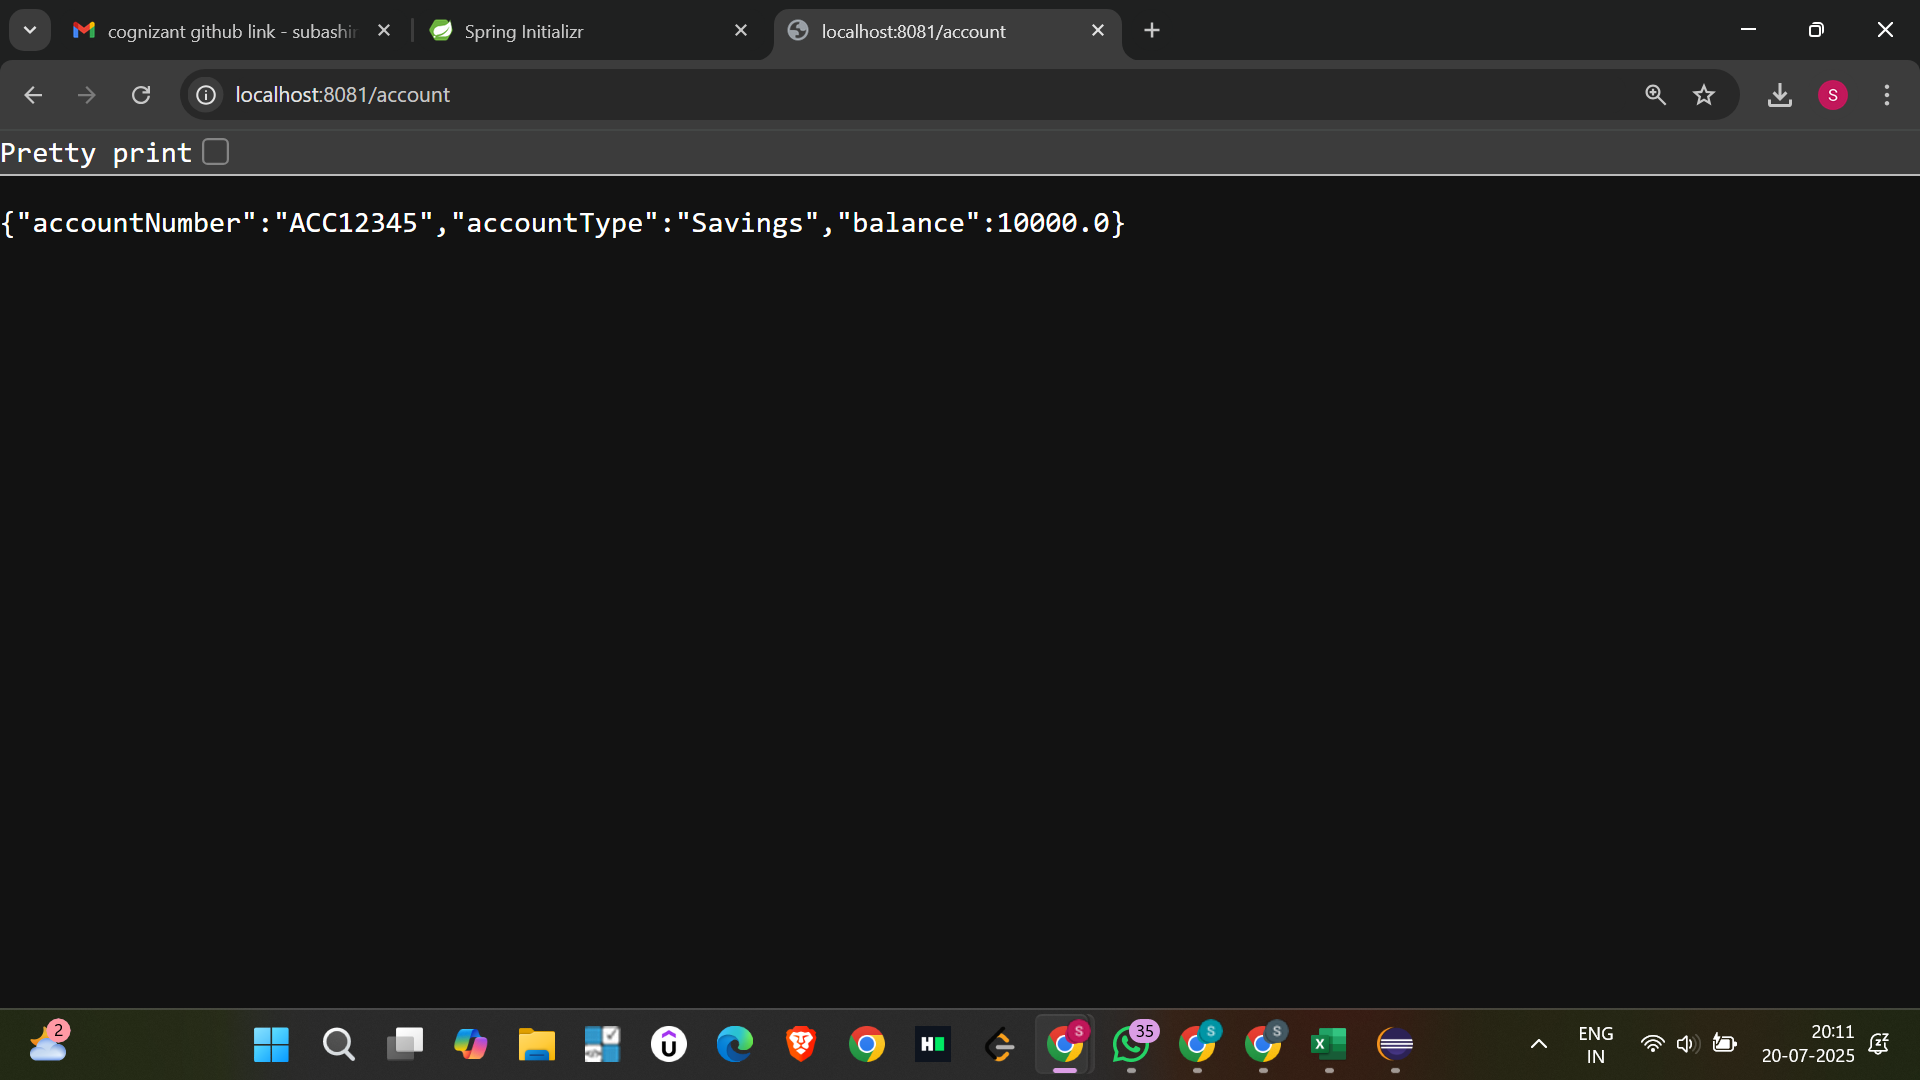 cognizant github link - subashin
Spring Initializr
localhost:8081/account
localhost:8081/account
S
Pretty print
{"accountNumber":"ACC12345","accountType":"Savings","balance":10000.0}
2
S
35
S
S
ENG
IN
20:11
20-07-2025